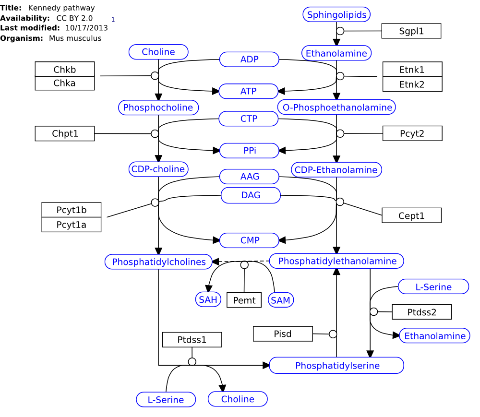 Title: Kennedy pathway
Availability: CC BY 2.0 1
Last modified: 10/17/2013
Organism: Mus musculus
Sphingolipids
Sgpl1
Choline
Ethanolamine
ADP
Chkb
Chka
Etnk1
Etnk2
ATP
Phosphocholine
O-Phosphoethanolamine
CTP
Chpt1
Pcyt2
PPi
CDP-choline
CDP-Ethanolamine
AAG
DAG
Pcyt1b
Pcyt1a
Cept1
CMP
Phosphatidylcholines
Phosphatidylethanolamine
L-Serine
SAH
Pemt
SAM
Ptdss2
Pisd
Ethanolamine
Ptdss1
Phosphatidylserine
L-Serine
Choline